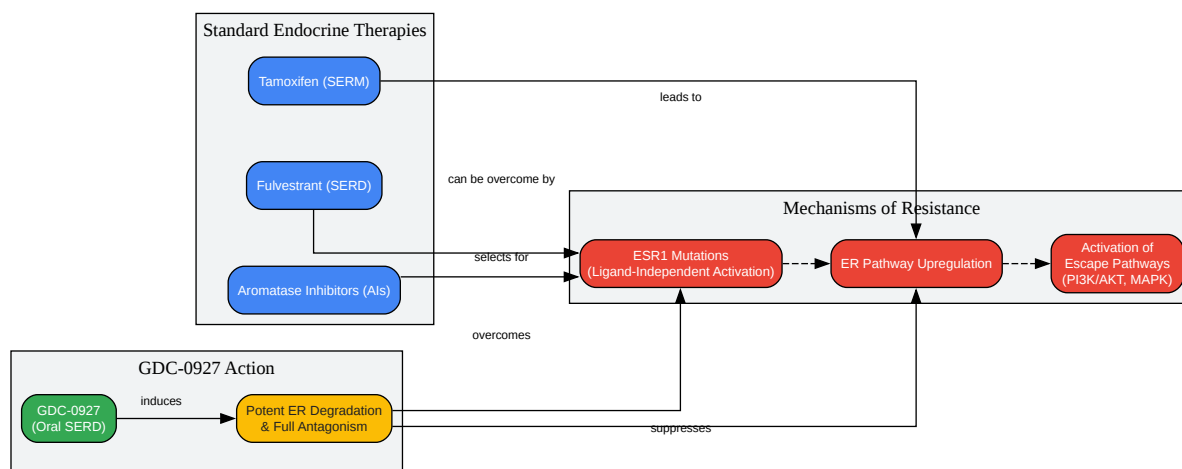 Standard Endocrine Therapies
Tamoxifen (SERM)
leads to
Fulvestrant (SERD)
can be overcome by
Mechanisms of Resistance
ESR1 Mutations
(Ligand-Independent Activation)
ER Pathway Upregulation
Activation of
Escape Pathways
(PI3K/AKT, MAPK)
selects for
Aromatase Inhibitors (AIs)
overcomes
GDC-0927 Action
GDC-0927
(Oral SERD)
induces
Potent ER Degradation
& Full Antagonism
suppresses